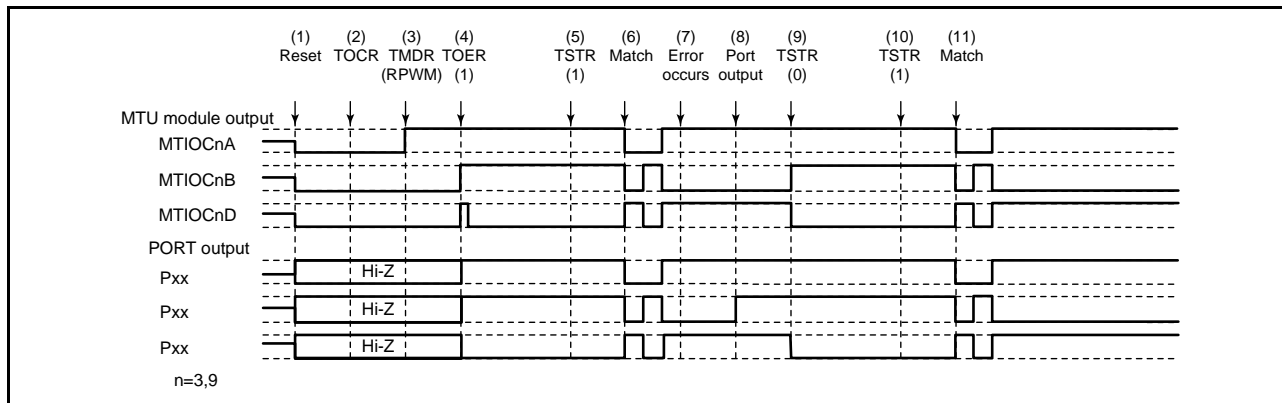 (1) (2) (3) (4) (5) (6) (7) (8) (9) (10) (11)
Reset TOCR TMDR TOER TSTR Match Error Port TSTR TSTR Match
(RPWM) (1) (1) occurs output (0) (1)
MTU module output
MTIOCnA
MTIOCnB
MTIOCnD
PORT output
Pxx Hi-Z
Pxx Hi-Z
Pxx Hi-Z
n=3,9